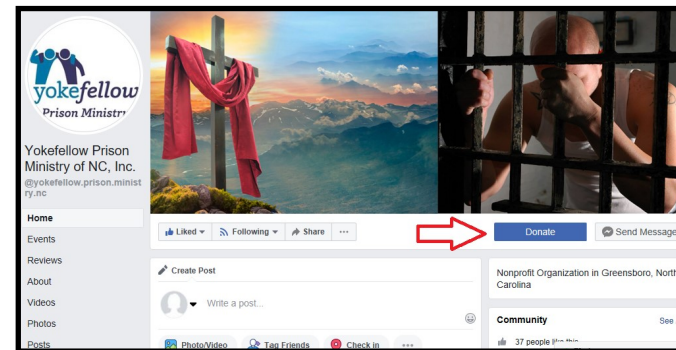 yokefellow
Prison Ministry
Yokefellow Prison
Ministry of NC, Inc.
@yokefellow.prison.minist
ry.nc
Home
Events
Reviews
About
Videos
Photos
Posts
Liked
Following
Share
Donate
Send Message
Create Post
Write a post...
Photo/Video
Tag Friends
Check in
Nonprofit Organization in Greensboro, North
Carolina
Community
See
37 people like this